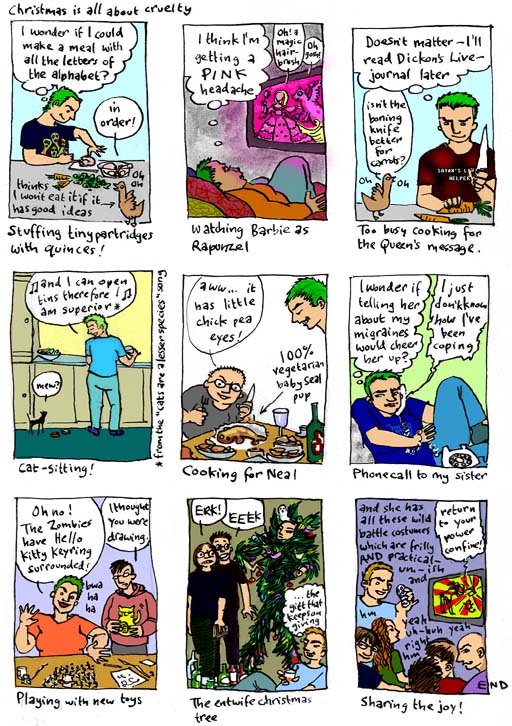 Christmas is all about cruelty
I wonder if I could
make a meal with
all the letters of
the alphabet?
in
order!
thinks
I wont eat it if it
has good ideas
Oh
Oh
Stuffing tiny partridges
with quinces!
I think I'm
getting a
PINK
headache
Oh! a
magic
hair-
brush
Oh
gosh!
Watching Barbie as
Rapunzel
Doesn't matter - I'll
read Dickon's Live-
journal later
isn't the
boning
knife
better
for
carrots?
Oh
Oh
SATAN'S L
HELPER
Too busy cooking for
the Queen's message.
and I can open
tins therefore I
am superior *
mew?
* from the "cats are a lesser species" song
Cat-sitting!
aww... it
has little
chick pea
eyes!
100%
vegetarian
baby seal
pup
Cooking for Neal
I wonder if
telling her
about my
migraines
would cheer
her up?
I just
don't know
how I've
been
coping
Phonecall to my sister
Oh no!
The Zombies
have Hello
Kitty Keyring
surrounded!
I thought
you were
drawing.
bwa
ha
ha
Playing with new toys
ERK!
EEEK
... the
gift that
keeps on
giving
The entwife christmas
tree
and she has
all these wild
battle costumes
which are frilly
AND practical-
um-ish
and
return
to your
power
confine!
hm
yeah
uh-huh yeah
right
hm
END
Sharing the joy!